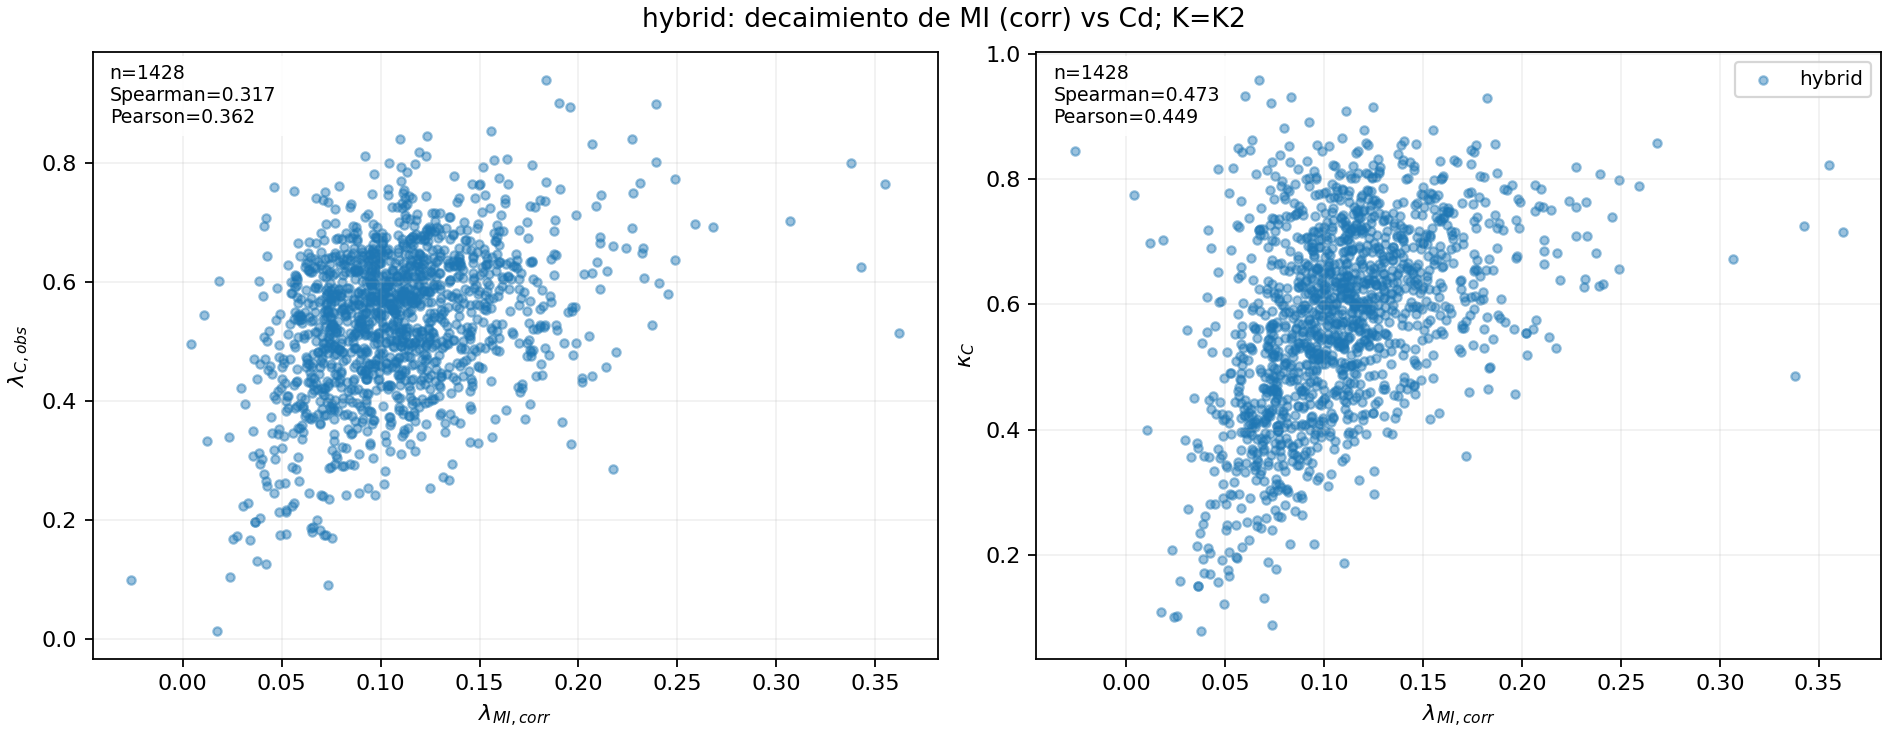 hybrid: decaimiento de MI (corr) vs Cd; K=K2
n=1428
Spearman=0.317
Pearson=0.362
0.8
0.6
0.4
0.2
0.0
λC,obs
0.00 0.05 0.10 0.15 0.20 0.25 0.30 0.35
λMI,corr
n=1428
Spearman=0.473
Pearson=0.449
hybrid
1.0
0.8
0.6
0.4
0.2
κC
0.00 0.05 0.10 0.15 0.20 0.25 0.30 0.35
λMI,corr